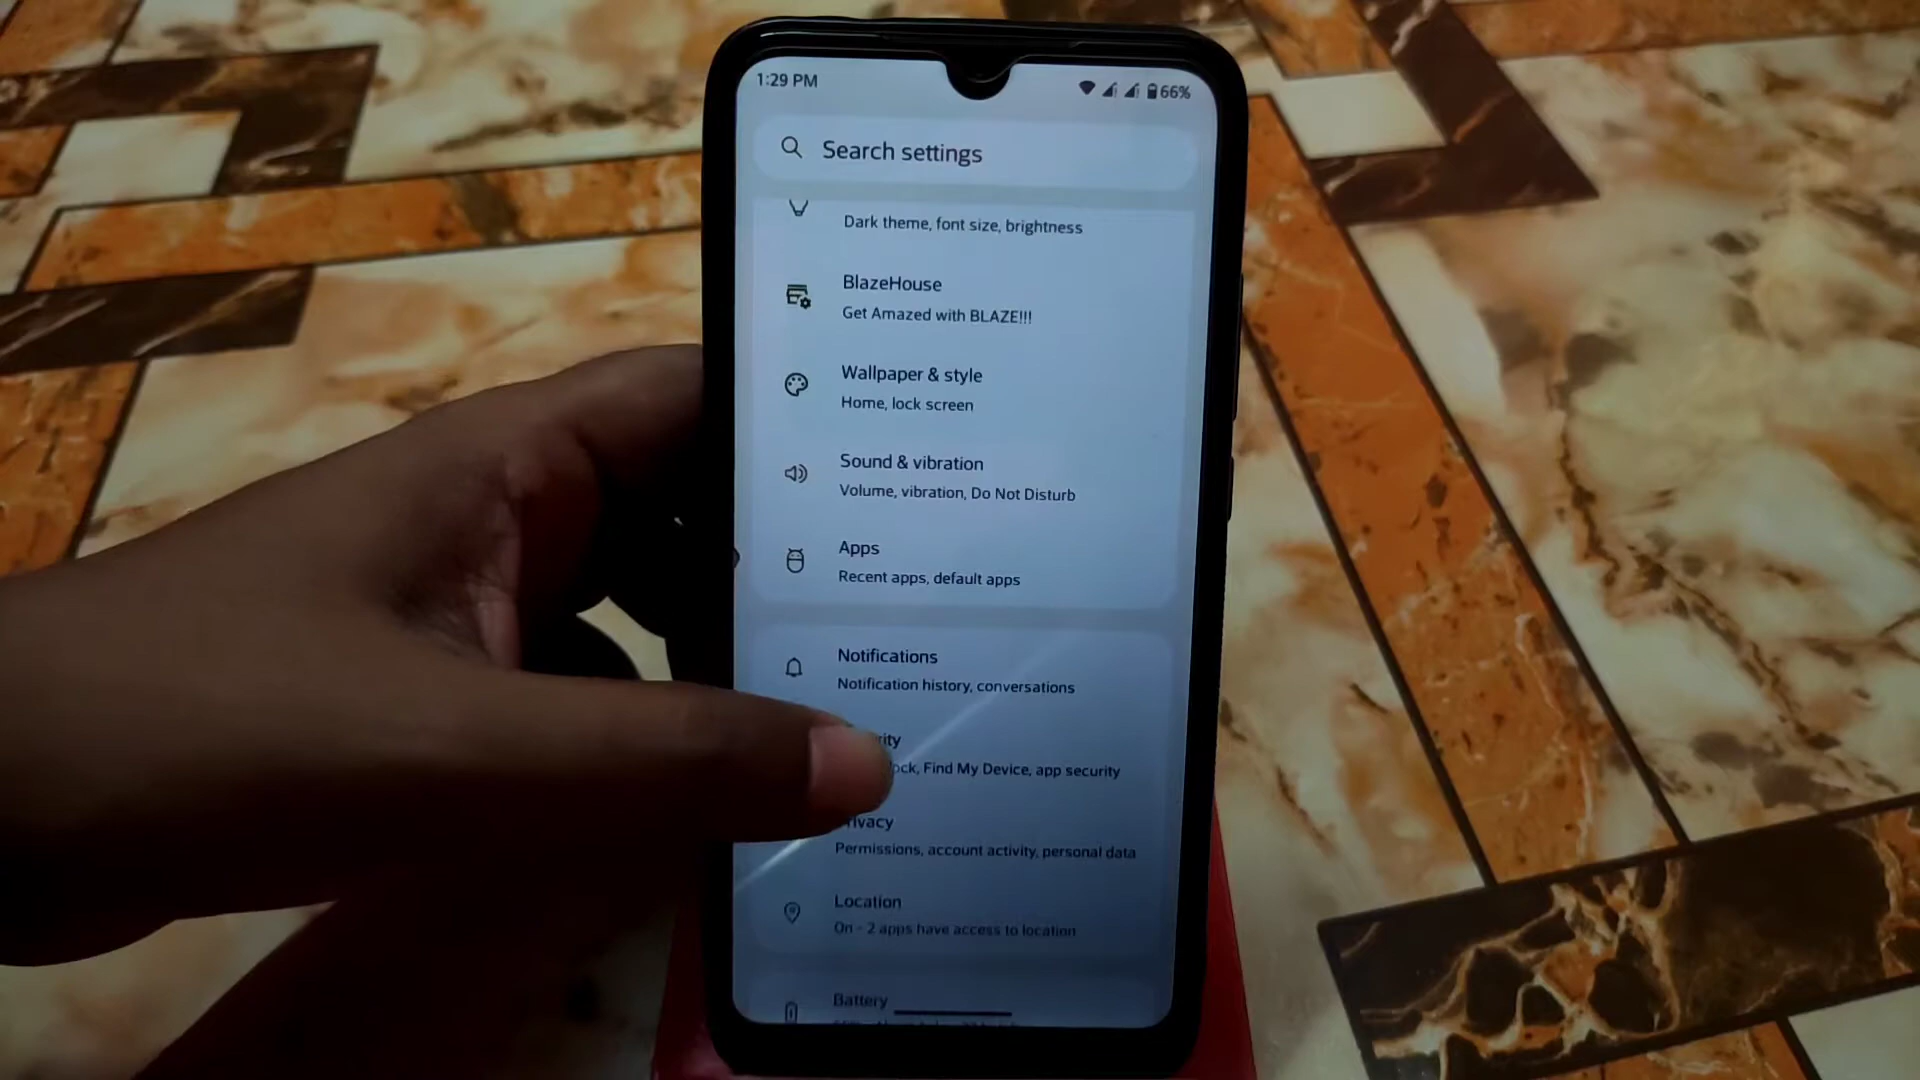 1:29 PM
66%
Search settings
Dark theme, font size, brightness
BlazeHouse
Get Amazed with BLAZE!!!
Wallpaper & style
Home, lock screen
Sound & vibration
Volume, vibration, Do Not Disturb
Apps
Recent apps, default apps
Notifications
Notification history, conversations
Find My Device, app security
Permissions, account activity, personal data
Location
On - 2 apps have access to location
Battery